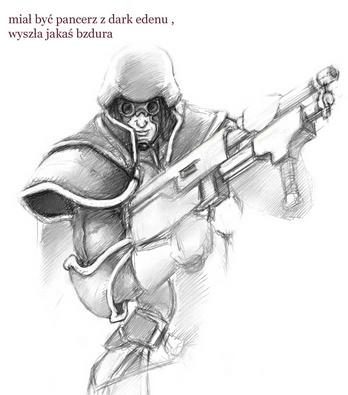 miał być pancerz z dark edenu ,
wyszła jakaś bzdura